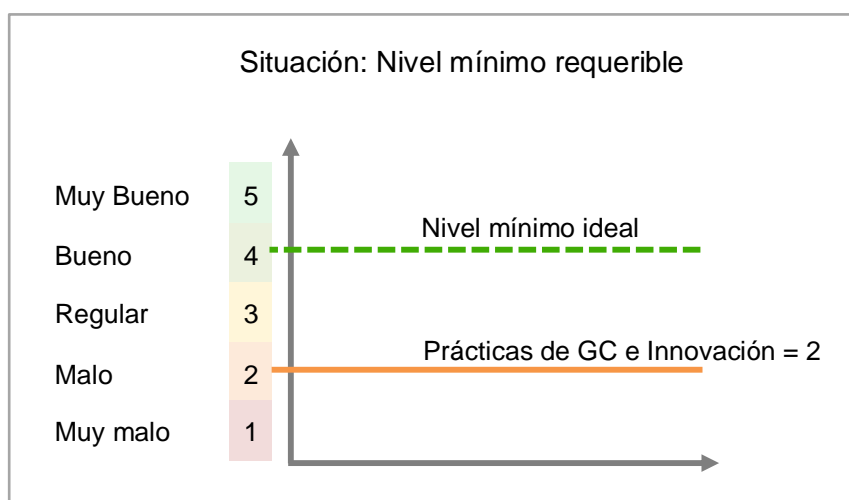 Situación: Nivel mínimo requerible
Muy Bueno 5
Nivel mínimo ideal
Bueno 4
Regular 3
Prácticas de GC e Innovación = 2
Malo 2
Muy malo 1